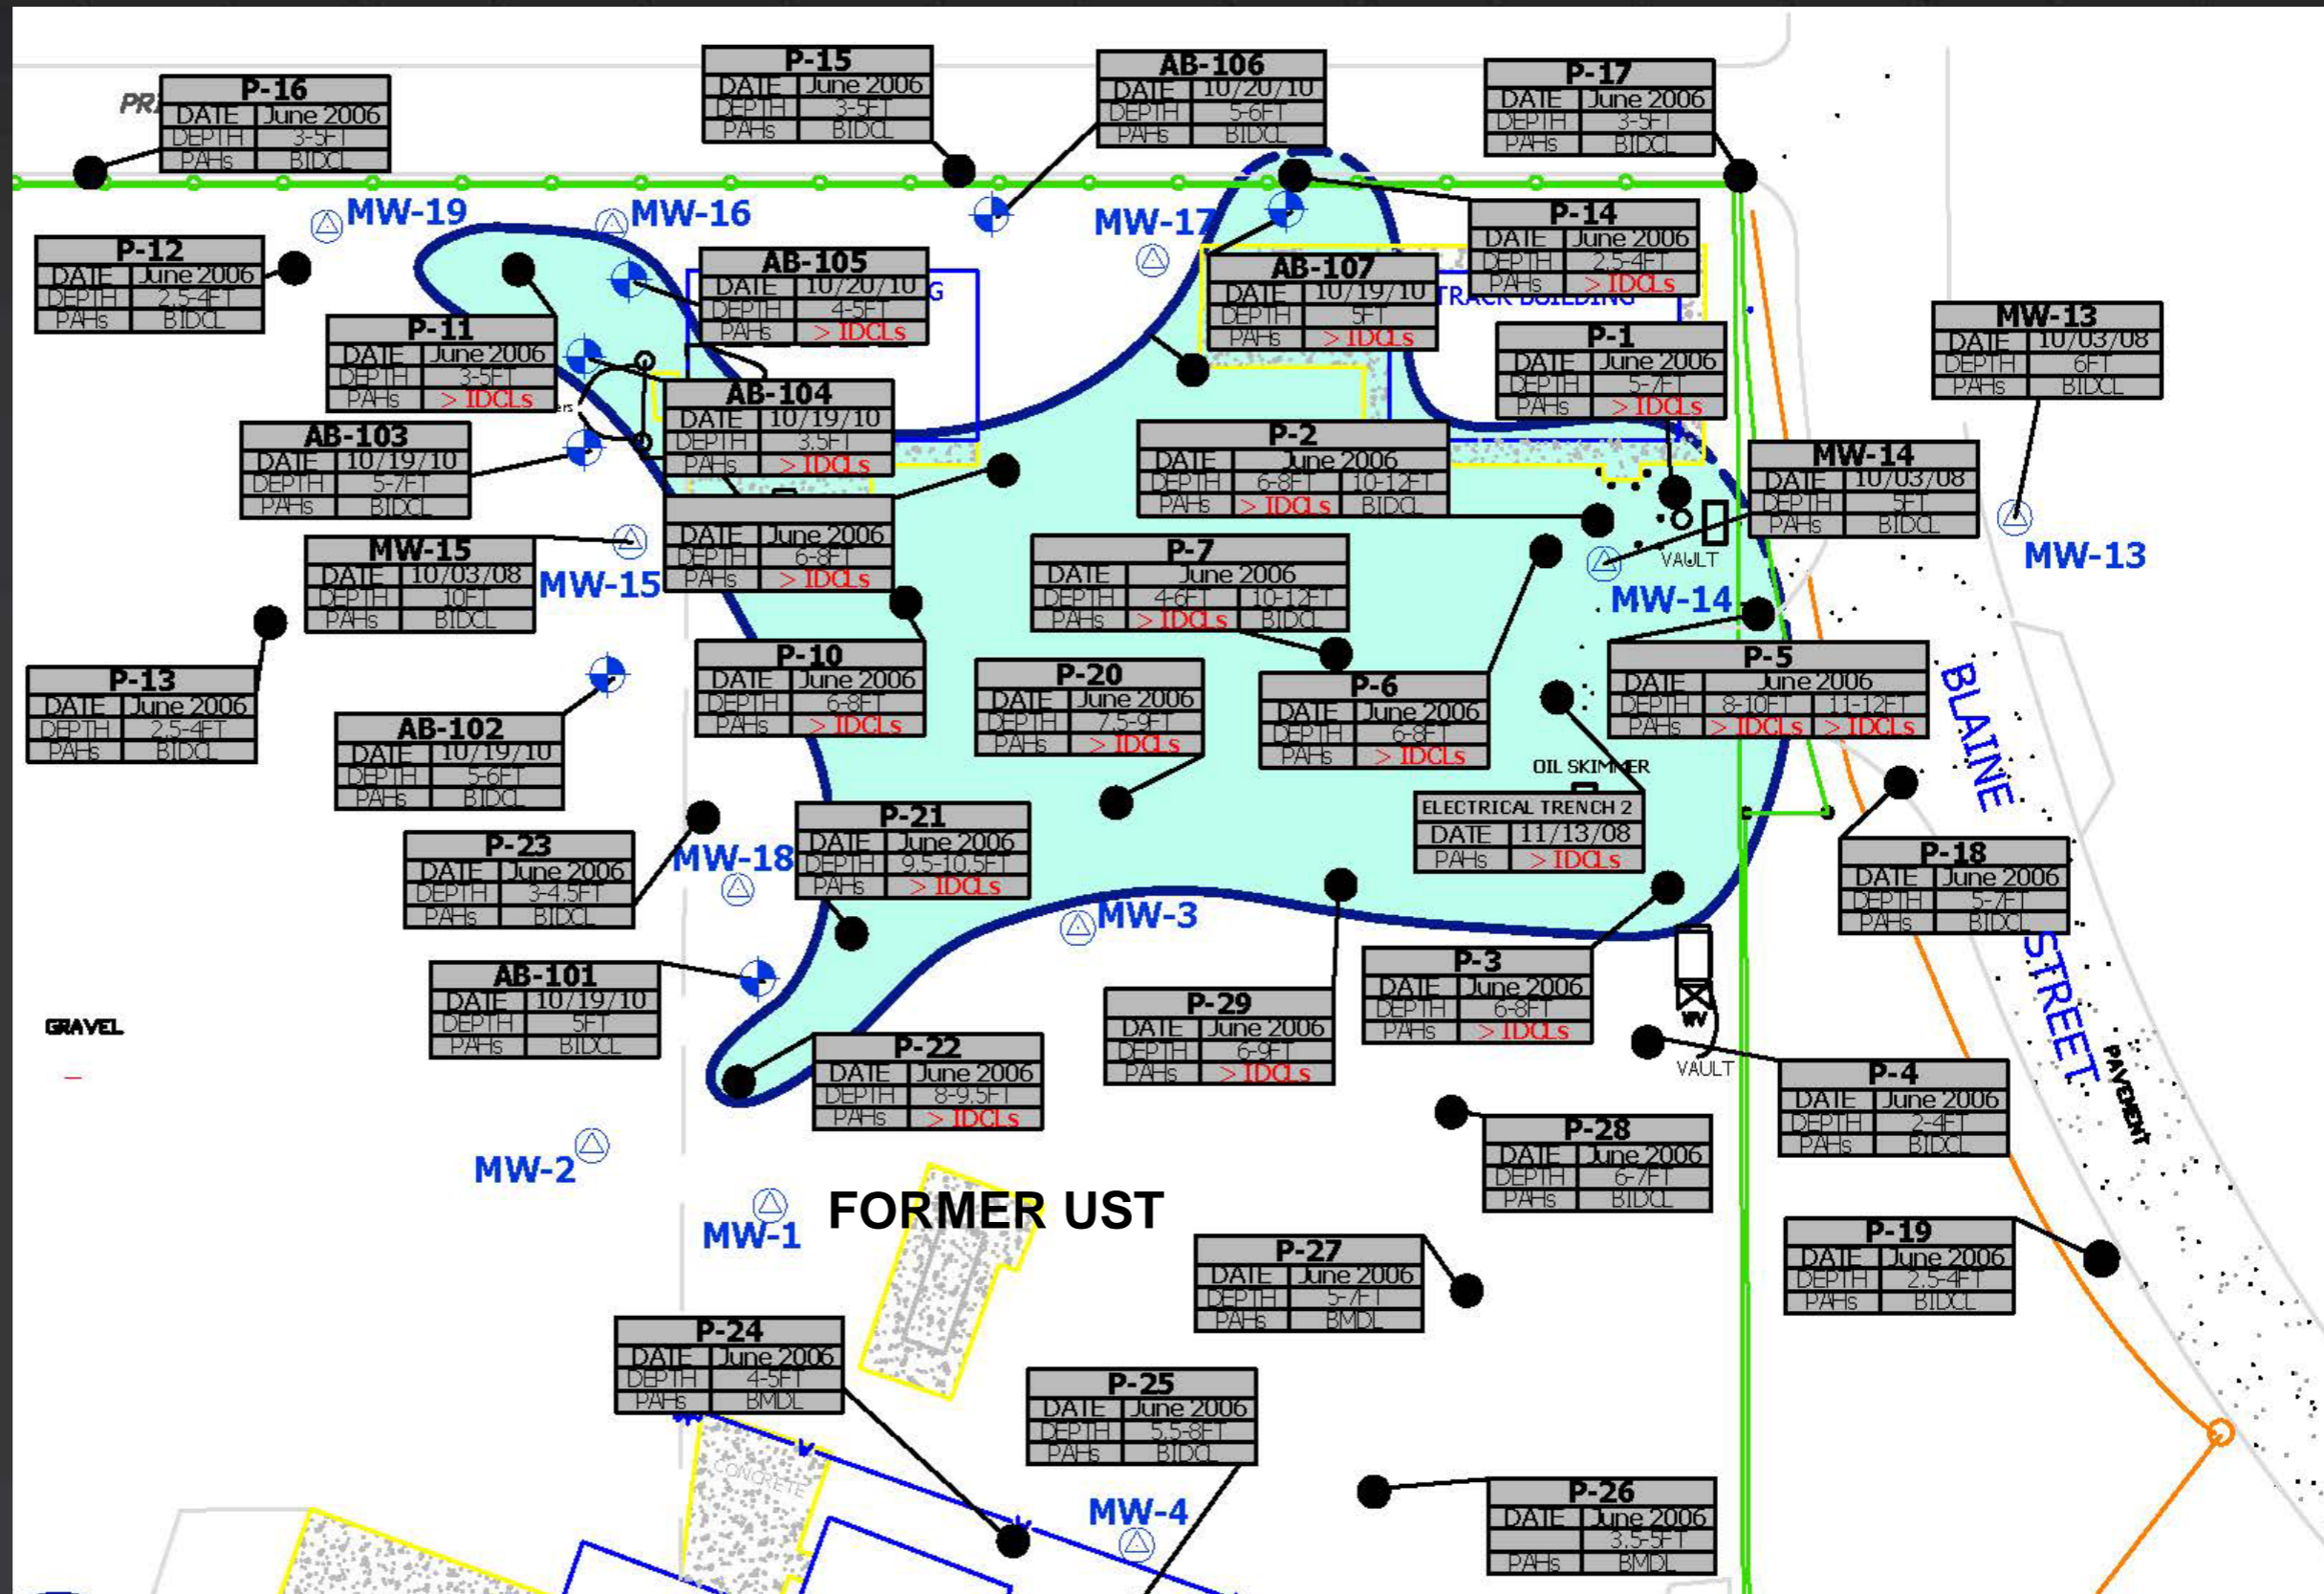 P-16
DATE June 2006
DEPTH 3-5FT
PAHs BIDCL
P-15
DATE June 2006
DEPTH 3-5FT
PAHs BIDCL
AB-106
DATE 10/20/10
DEPTH 5-6FT
PAHs BIDCL
P-17
DATE June 2006
DEPTH 3-5FT
PAHs BIDCL
MW-19
MW-16
MW-17
P-12
DATE June 2006
DEPTH 2.5-4FT
PAHs BIDCL
AB-105
DATE 10/20/10
DEPTH 4-5FT
PAHs > IDCLs
AB-107
DATE 10/19/10
DEPTH 5FT
PAHs > IDCLs
P-14
DATE June 2006
DEPTH 2.5-4FT
PAHs > IDCLs
TRACK BUILDING
P-11
DATE June 2006
DEPTH 3-5FT
PAHs > IDCLs
P-1
DATE June 2006
DEPTH 5-7FT
PAHs > IDCLs
MW-13
DATE 10/03/08
DEPTH 6FT
PAHs BIDCL
AB-104
DATE 10/19/10
DEPTH 3.5FT
PAHs > IDCLs
AB-103
DATE 10/19/10
DEPTH 5-7FT
PAHs BIDCL
P-2
DATE June 2006
DEPTH 6-8FT 10-12FT
PAHs > IDCLs BIDCL
MW-14
DATE 10/03/08
DEPTH 5FT
PAHs BIDCL
DATE June 2006
DEPTH 6-8FT
PAHs > IDCLs
MW-15
DATE 10/03/08
DEPTH 10FT
PAHs BIDCL
MW-15
P-7
DATE June 2006
DEPTH 4-6FT 10-12FT
PAHs > IDCLs BIDCL
VAULT
MW-14
MW-13
P-13
DATE June 2006
DEPTH 2.5-4FT
PAHs BIDCL
P-10
DATE June 2006
DEPTH 6-8FT
PAHs > IDCLs
P-20
DATE June 2006
DEPTH 7.5-9FT
PAHs > IDCLs
P-6
DATE June 2006
DEPTH 6-8FT
PAHs > IDCLs
P-5
DATE June 2006
DEPTH 8-10FT 11-12FT
PAHs > IDCLs > IDCLs
BLAINE
STREET
AB-102
DATE 10/19/10
DEPTH 5-6FT
PAHs BIDCL
OIL SKIMMER
ELECTRICAL TRENCH 2
DATE 11/13/08
PAHs > IDCLs
P-23
DATE June 2006
DEPTH 3-4.5FT
PAHs BIDCL
MW-18
P-21
DATE June 2006
DEPTH 9.5-10.5FT
PAHs > IDCLs
P-18
DATE June 2006
DEPTH 5-7FT
PAHs BIDCL
MW-3
AB-101
DATE 10/19/10
DEPTH 5FT
PAHs BIDCL
P-3
DATE June 2006
DEPTH 6-8FT
PAHs > IDCLs
P-29
DATE June 2006
DEPTH 6-9FT
PAHs > IDCLs
GRAVEL
WV
VAULT
P-22
DATE June 2006
DEPTH 8-9.5FT
PAHs > IDCLs
P-4
DATE June 2006
DEPTH 2-4FT
PAHs BIDCL
PAVEMENT
P-28
DATE June 2006
DEPTH 6-7FT
PAHs BIDCL
MW-2
MW-1
FORMER UST
P-27
DATE June 2006
DEPTH 5-7FT
PAHs BMDL
P-19
DATE June 2006
DEPTH 2.5-4FT
PAHs BIDCL
P-24
DATE June 2006
DEPTH 4-5FT
PAHs BMDL
P-25
DATE June 2006
DEPTH 5.5-8FT
PAHs BIDCL
CONCRETE
MW-4
P-26
DATE June 2006
3.5-5FT
PAHs BMDL